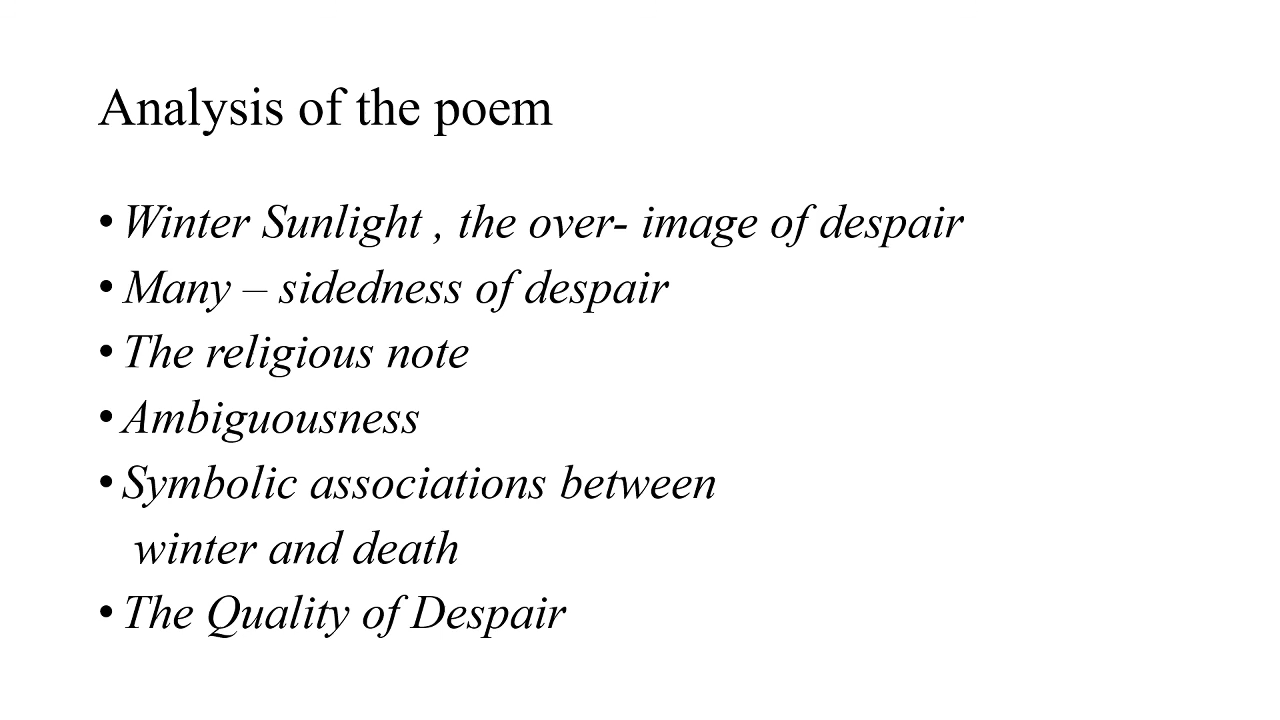 Analysis of the poem
• Winter Sunlight , the over- image of despair
• Many – sidedness of despair
• The religious note
• Ambiguousness
• Symbolic associations between
winter and death
• The Quality of Despair